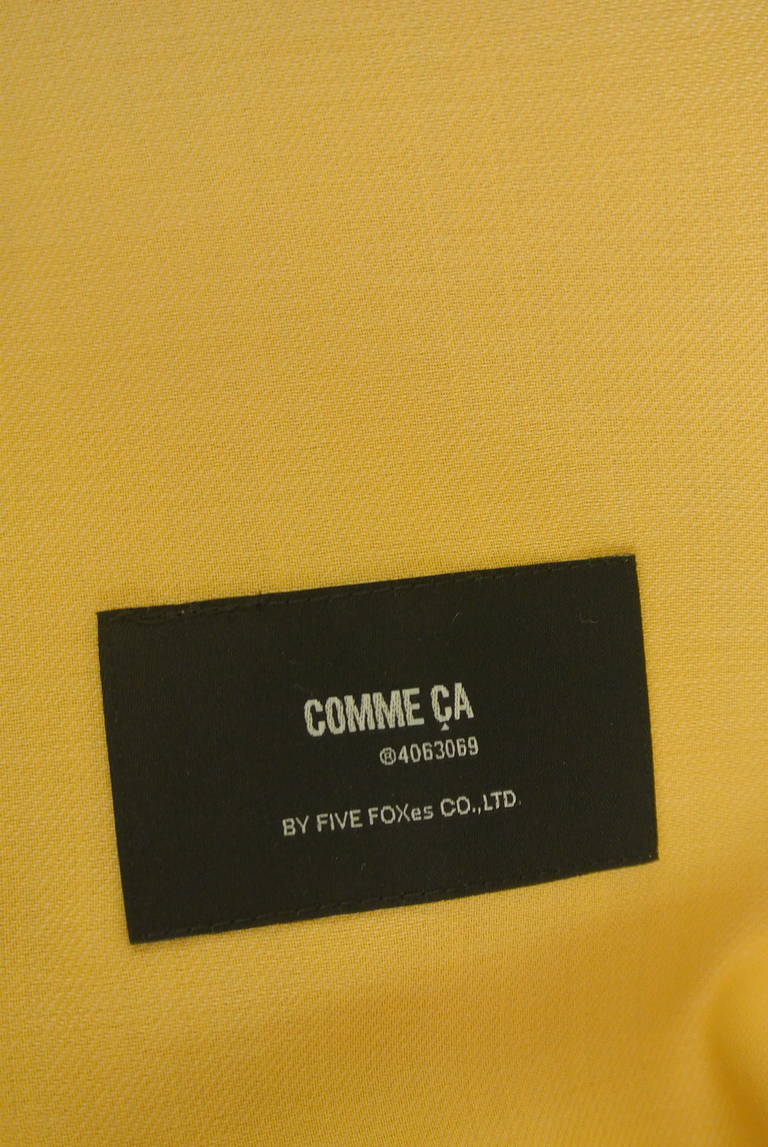 COMME ÇA
®4063069
BY FIVE FOXes CO.,LTD.